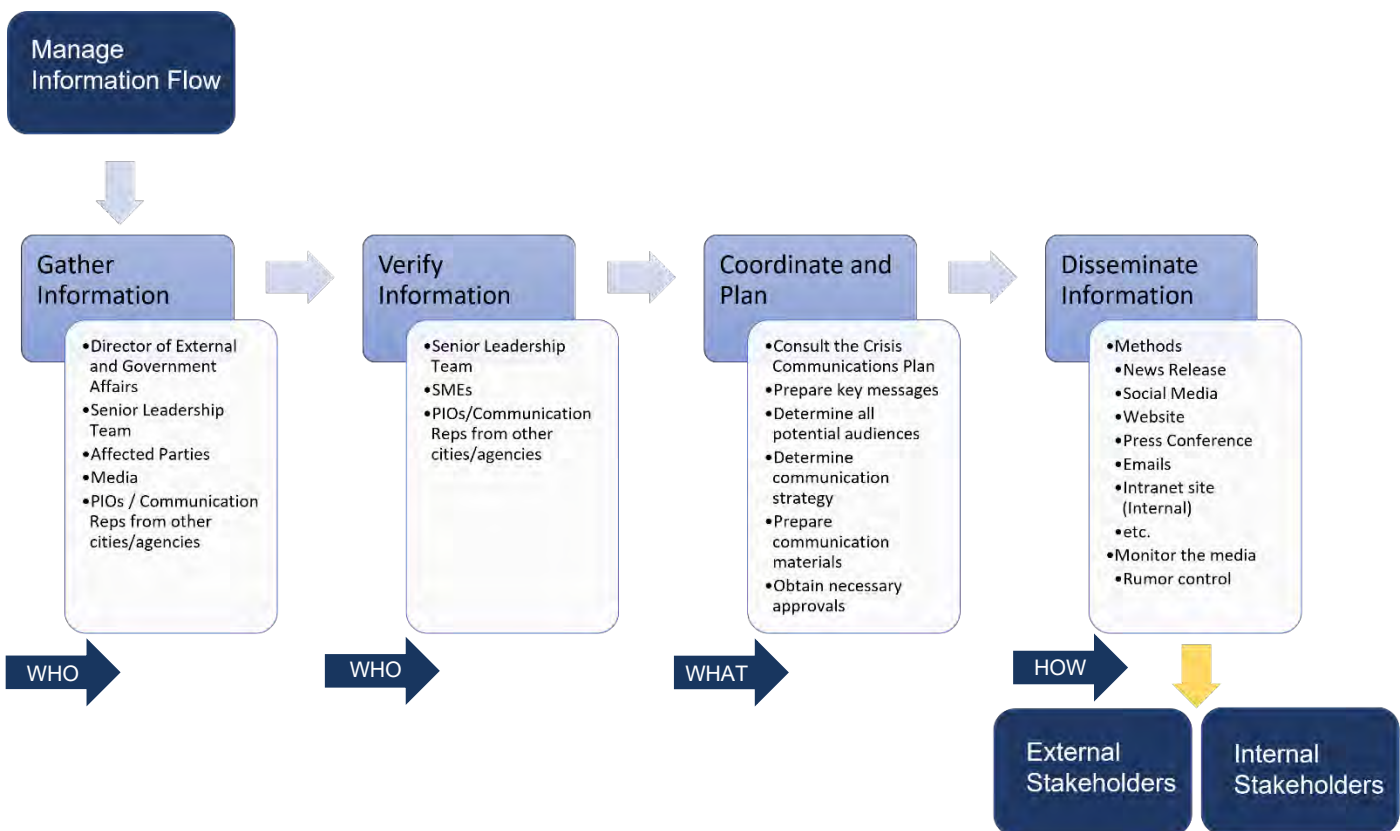 Manage
Information Flow
Gather
Information
•Director of External
and Government
Affairs
•Senior Leadership
Team
•Affected Parties
•Media
•PIOs / Communication
Reps from other
cities/agencies
WHO
Verify
Information
•Senior Leadership
Team
•SMEs
•PIOs/Communication
Reps from other
cities/agencies
WHO
Coordinate and
Plan
•Consult the Crisis
Communications Plan
•Prepare key messages
•Determine all
potential audiences
•Determine
communication
strategy
•Prepare
communication
materials
•Obtain necessary
approvals
WHAT
Disseminate
Information
•Methods
•News Release
•Social Media
•Website
•Press Conference
•Emails
•Intranet site
(Internal)
•etc.
•Monitor the media
•Rumor control
HOW
External
Stakeholders
Internal
Stakeholders